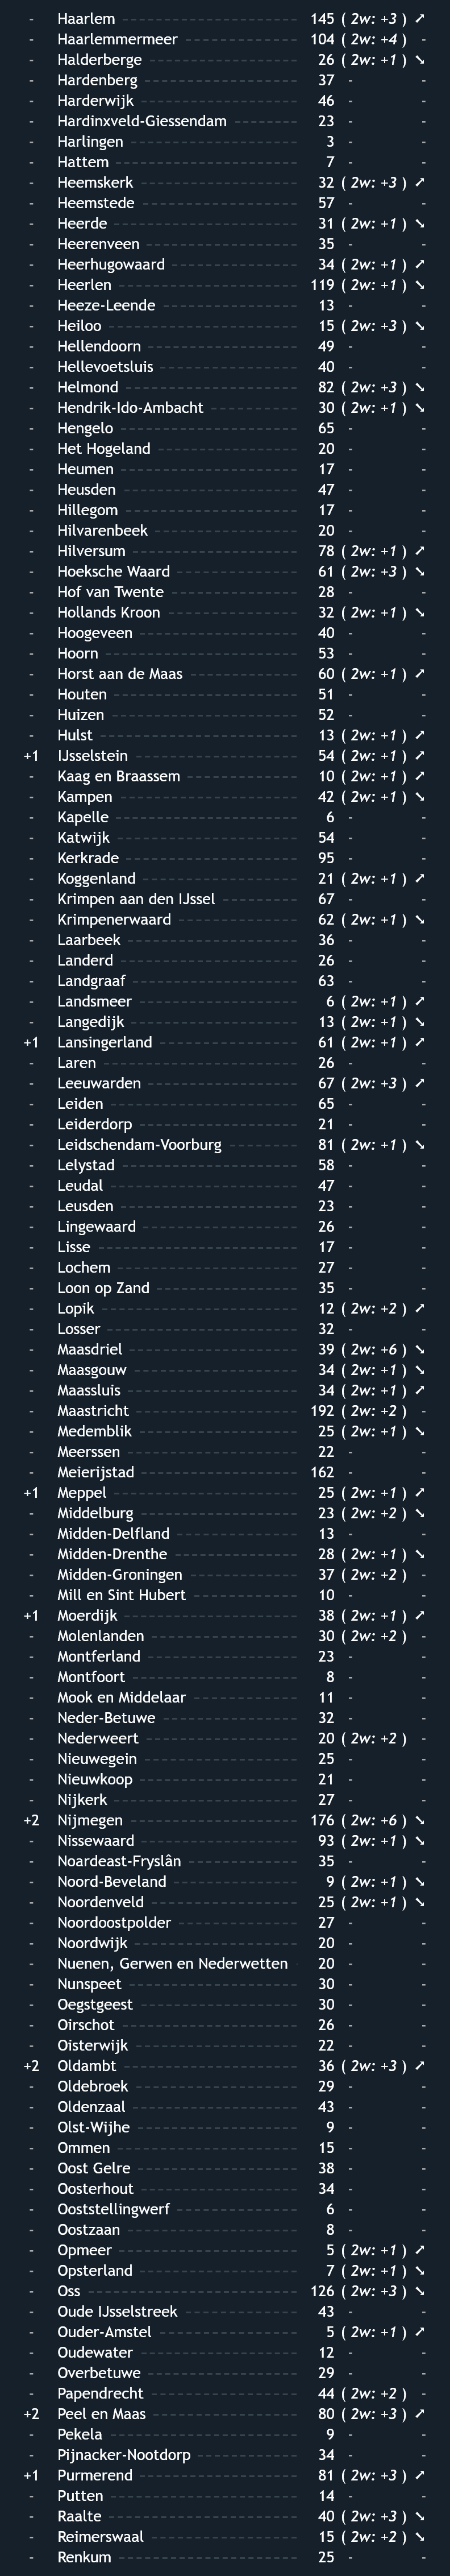 - Haarlem 145 ( 2w: +3 ) ➚
- Haarlemmermeer 104 ( 2w: +4 ) -
- Halderberge 26 ( 2w: +1 ) ➘
- Hardenberg 37 - -
- Harderwijk 46 - -
- Hardinxveld-Giessendam 23 - -
- Harlingen 3 - -
- Hattem 7 - -
- Heemskerk 32 ( 2w: +3 ) ➚
- Heemstede 57 - -
- Heerde 31 ( 2w: +1 ) ➘
- Heerenveen 35 - -
- Heerhugowaard 34 ( 2w: +1 ) ➚
- Heerlen 119 ( 2w: +1 ) ➘
- Heeze-Leende 13 - -
- Heiloo 15 ( 2w: +3 ) ➘
- Hellendoorn 49 - -
- Hellevoetsluis 40 - -
- Helmond 82 ( 2w: +3 ) ➘
- Hendrik-Ido-Ambacht 30 ( 2w: +1 ) ➘
- Hengelo 65 - -
- Het Hogeland 20 - -
- Heumen 17 - -
- Heusden 47 - -
- Hillegom 17 - -
- Hilvarenbeek 20 - -
- Hilversum 78 ( 2w: +1 ) ➚
- Hoeksche Waard 61 ( 2w: +3 ) ➘
- Hof van Twente 28 - -
- Hollands Kroon 32 ( 2w: +1 ) ➘
- Hoogeveen 40 - -
- Hoorn 53 - -
- Horst aan de Maas 60 ( 2w: +1 ) ➚
- Houten 51 - -
- Huizen 52 - -
- Hulst 13 ( 2w: +1 ) ➚
+1 IJsselstein 54 ( 2w: +1 ) ➚
- Kaag en Braassem 10 ( 2w: +1 ) ➚
- Kampen 42 ( 2w: +1 ) ➘
- Kapelle 6 - -
- Katwijk 54 - -
- Kerkrade 95 - -
- Koggenland 21 ( 2w: +1 ) ➚
- Krimpen aan den IJssel 67 - -
- Krimpenerwaard 62 ( 2w: +1 ) ➘
- Laarbeek 36 - -
- Landerd 26 - -
- Landgraaf 63 - -
- Landsmeer 6 ( 2w: +1 ) ➚
- Langedijk 13 ( 2w: +1 ) ➘
+1 Lansingerland 61 ( 2w: +1 ) ➚
- Laren 26 - -
- Leeuwarden 67 ( 2w: +3 ) ➚
- Leiden 65 - -
- Leiderdorp 21 - -
- Leidschendam-Voorburg 81 ( 2w: +1 ) ➘
- Lelystad 58 - -
- Leudal 47 - -
- Leusden 23 - -
- Lingewaard 26 - -
- Lisse 17 - -
- Lochem 27 - -
- Loon op Zand 35 - -
- Lopik 12 ( 2w: +2 ) ➚
- Losser 32 - -
- Maasdriel 39 ( 2w: +6 ) ➘
- Maasgouw 34 ( 2w: +1 ) ➘
- Maassluis 34 ( 2w: +1 ) ➚
- Maastricht 192 ( 2w: +2 ) -
- Medemblik 25 ( 2w: +1 ) ➘
- Meerssen 22 - -
- Meierijstad 162 - -
+1 Meppel 25 ( 2w: +1 ) ➚
- Middelburg 23 ( 2w: +2 ) ➘
- Midden-Delfland 13 - -
- Midden-Drenthe 28 ( 2w: +1 ) ➘
- Midden-Groningen 37 ( 2w: +2 ) -
- Mill en Sint Hubert 10 - -
+1 Moerdijk 38 ( 2w: +1 ) ➚
- Molenlanden 30 ( 2w: +2 ) -
- Montferland 23 - -
- Montfoort 8 - -
- Mook en Middelaar 11 - -
- Neder-Betuwe 32 - -
- Nederweert 20 ( 2w: +2 ) -
- Nieuwegein 25 - -
- Nieuwkoop 21 - -
- Nijkerk 27 - -
+2 Nijmegen 176 ( 2w: +6 ) ➘
- Nissewaard 93 ( 2w: +1 ) ➘
- Noardeast-Fryslân 35 - -
- Noord-Beveland 9 ( 2w: +1 ) ➘
- Noordenveld 25 ( 2w: +1 ) ➘
- Noordoostpolder 27 - -
- Noordwijk 20 - -
- Nuenen, Gerwen en Nederwetten 20 - -
- Nunspeet 30 - -
- Oegstgeest 30 - -
- Oirschot 26 - -
- Oisterwijk 22 - -
+2 Oldambt 36 ( 2w: +3 ) ➚
- Oldebroek 29 - -
- Oldenzaal 43 - -
- Olst-Wijhe 9 - -
- Ommen 15 - -
- Oost Gelre 38 - -
- Oosterhout 34 - -
- Ooststellingwerf 6 - -
- Oostzaan 8 - -
- Opmeer 5 ( 2w: +1 ) ➚
- Opsterland 7 ( 2w: +1 ) ➘
- Oss 126 ( 2w: +3 ) ➘
- Oude IJsselstreek 43 - -
- Ouder-Amstel 5 ( 2w: +1 ) ➚
- Oudewater 12 - -
- Overbetuwe 29 - -
- Papendrecht 44 ( 2w: +2 ) -
+2 Peel en Maas 80 ( 2w: +3 ) ➚
- Pekela 9 - -
- Pijnacker-Nootdorp 34 - -
+1 Purmerend 81 ( 2w: +3 ) ➚
- Putten 14 - -
- Raalte 40 ( 2w: +3 ) ➘
- Reimerswaal 15 ( 2w: +2 ) ➘
- Renkum 25 - -